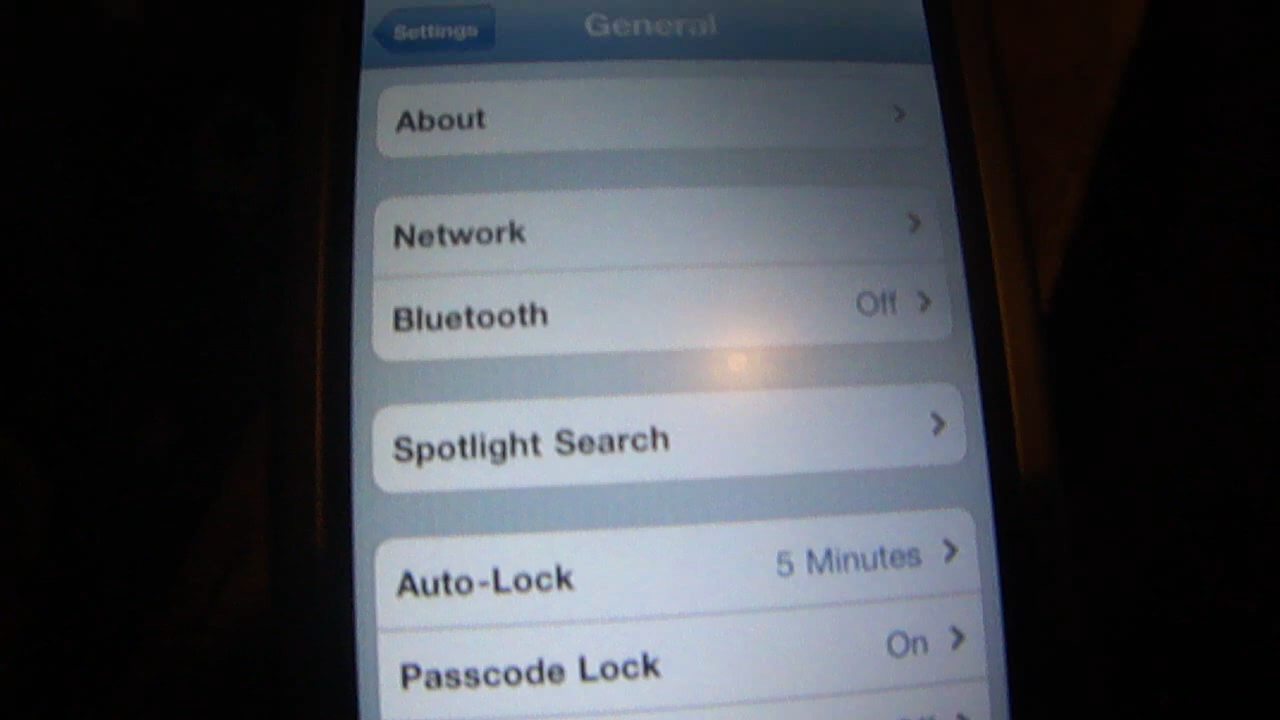 Settings General
About
Network
Bluetooth Off
Spotlight Search
Auto-Lock 5 Minutes
Passcode Lock On